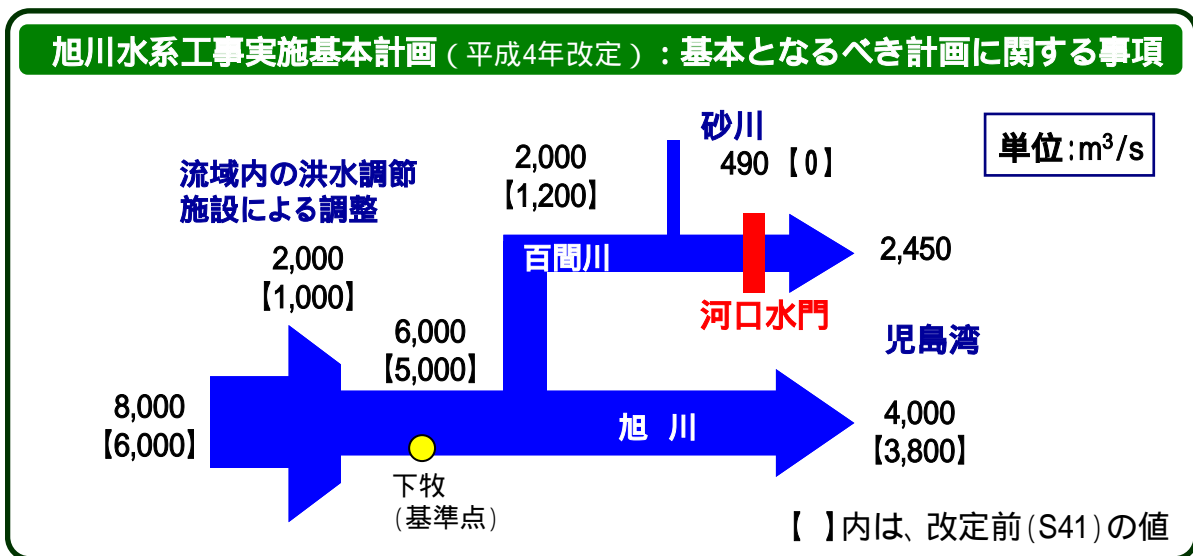 旭川水系工事実施基本計画(平成4年改定):基本となるべき計画に関する事項
単位:m³/s
流域内の洪水調節
施設による調整
2,000
【1,000】
2,000
【1,200】
砂川
490【0】
百間川
河口水門
2,450
児島湾
8,000
【6,000】
6,000
【5,000】
旭 川
4,000
【3,800】
下牧
(基準点)
【 】内は、改定前(S41)の値